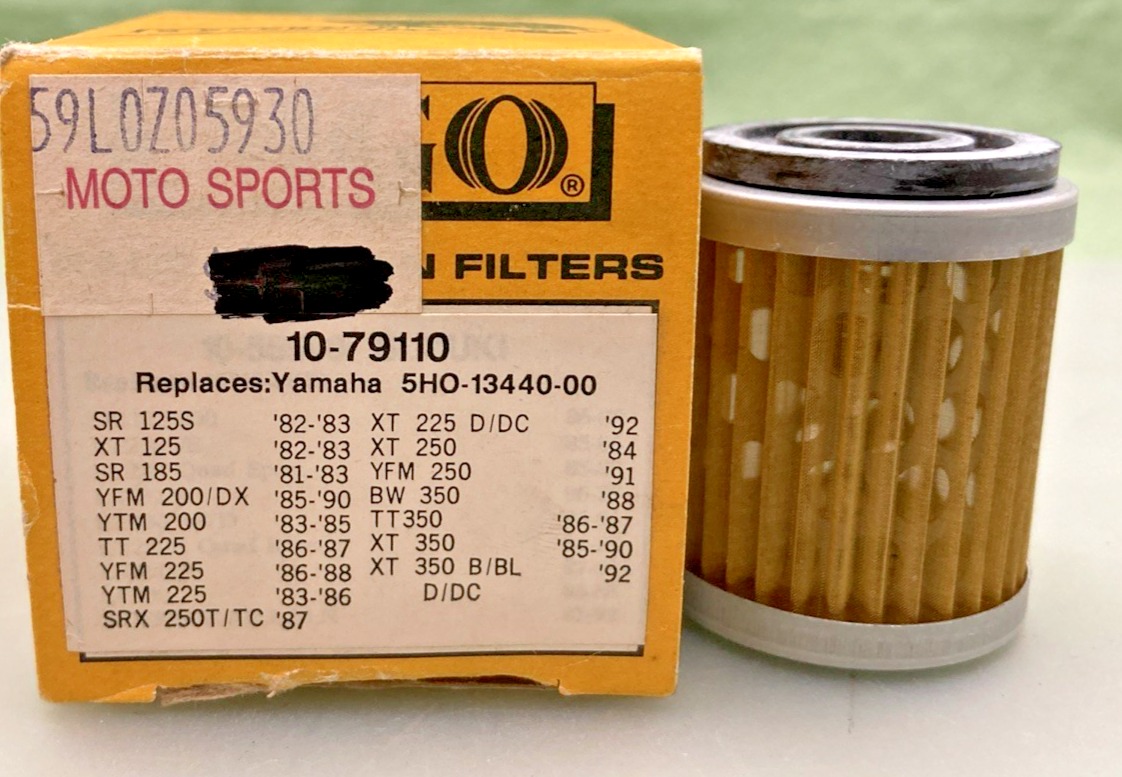 59L0Z05930
MOTO SPORTS
GO®
FILTERS
10-79110
Replaces:Yamaha 5HO-13440-00
SR 125S '82-'83 XT 225 D/DC '92
XT 125 '82-'83 XT 250 '84
SR 185 '81-'83 YFM 250 '91
YFM 200/DX '85-'90 BW 350 '88
YTM 200 '83-'85 TT350 '86-'87
TT 225 '86-'87 XT 350 '85-'90
YFM 225 '86-'88 XT 350 B/BL '92
YTM 225 '83-'86 D/DC
SRX 250T/TC '87